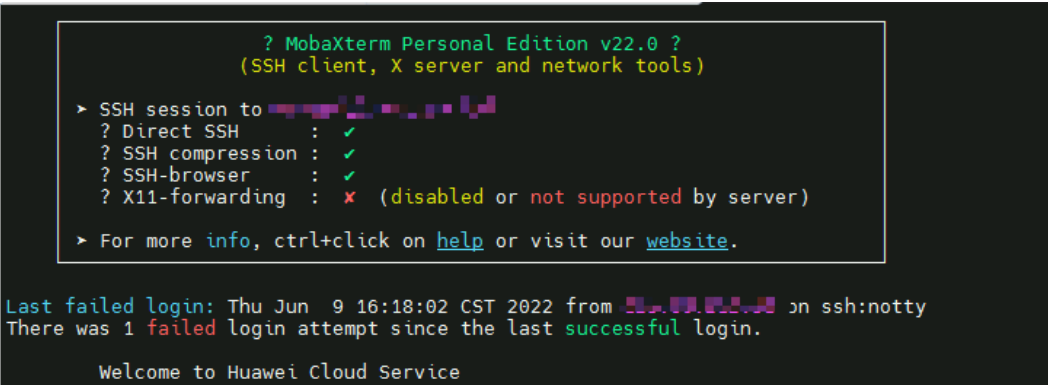 ? MobaXterm Personal Edition v22.0 ?
(SSH client, X server and network tools)
➤ SSH session to
? Direct SSH : ✔
? SSH compression : ✔
? SSH-browser : ✔
? X11-forwarding : ✘ (disabled or not supported by server)
➤ For more info, ctrl+click on help or visit our website.
Last failed login: Thu Jun 9 16:18:02 CST 2022 from on ssh:notty
There was 1 failed login attempt since the last successful login.
Welcome to Huawei Cloud Service